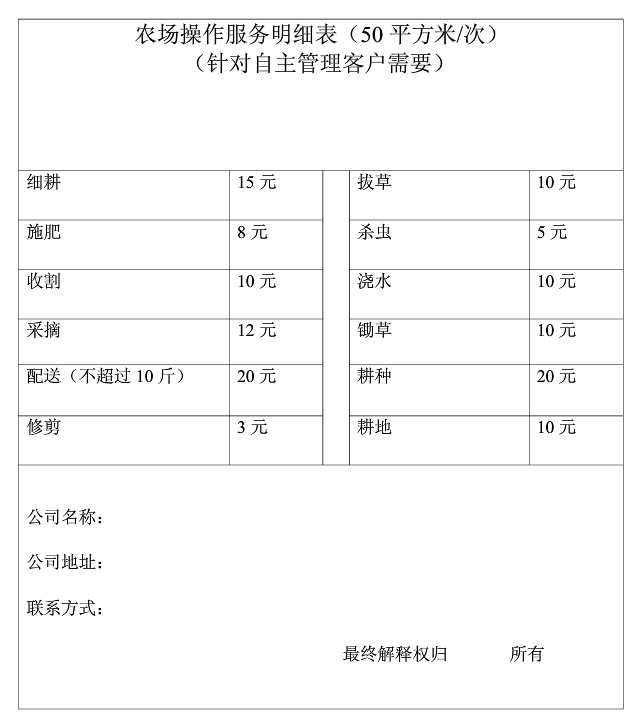 农场操作服务明细表（50 平方米/次）
（针对自主管理客户需要）
细耕 15 元 拔草 10 元
施肥 8 元 杀虫 5 元
收割 10 元 浇水 10 元
采摘 12 元 锄草 10 元
配送（不超过 10 斤） 20 元 耕种 20 元
修剪 3 元 耕地 10 元
公司名称：
公司地址：
联系方式：
最终解释权归 所有